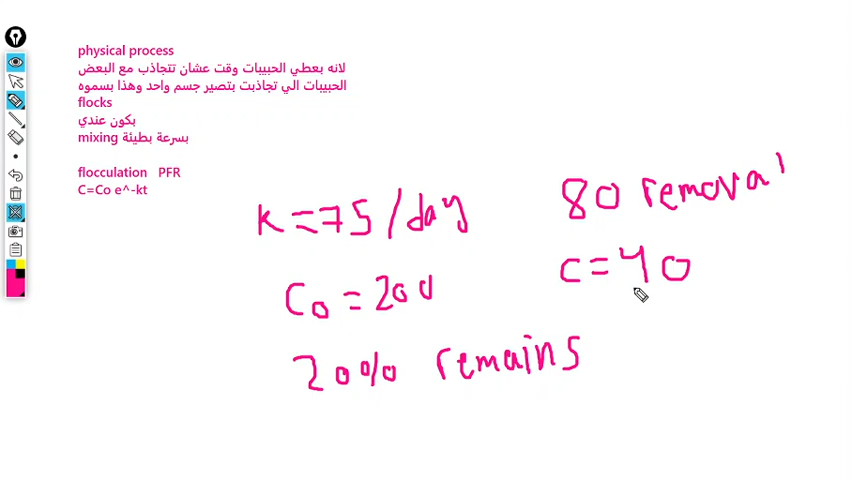 physical process
لانه بعطي الحبيبات وقت عشان تتجاذب مع البعض
الحبيبات الي تجاذبت بتصير جسم واحد وهذا بسموه
flocks
بكون عندي
mixing بسرعة بطيئة
flocculation PFR
C=Co e^-kt
80 removal
K=75/day
C=40
Co=200
20% remains